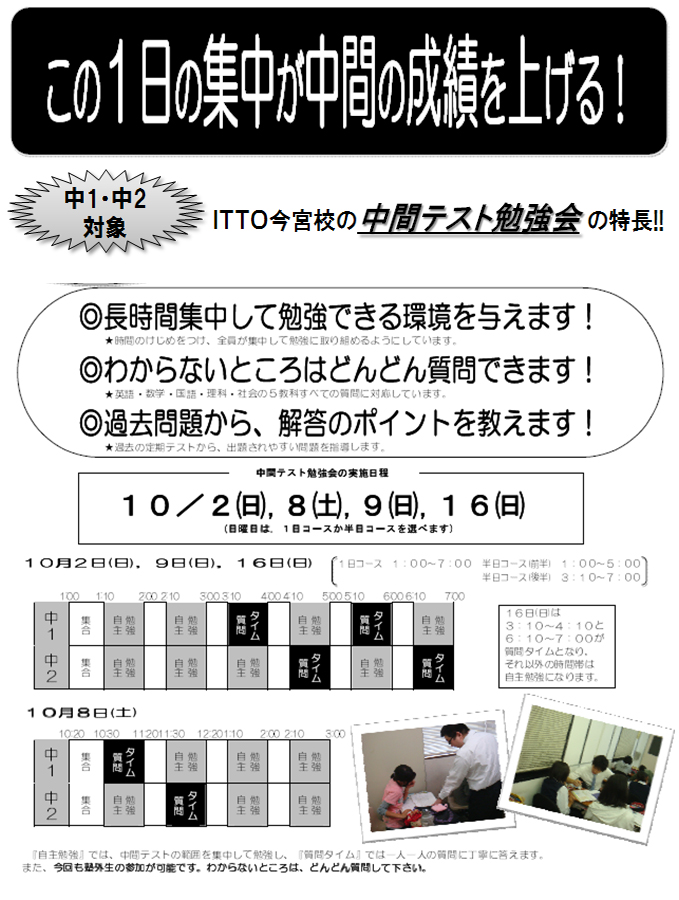 この1日の集中が中間の成績を上げる!
中1・中2
対象
ITTO今宮校の中間テスト勉強会の特長!!
◎長時間集中して勉強できる環境を与えます!
★時間のけじめをつけ、全員が集中して勉強に取り組めるようにしています。
◎わからないところはどんどん質問できます!
★英語・数学・国語・理科・社会の5教科すべての質問に対応しています。
◎過去問題から、解答のポイントを教えます!
★過去の定期テストから、出題されやすい問題を指導します。
中間テスト勉強会の実施日程
10/2(日), 8(土), 9(日), 16(日)
(日曜日は、1日コースか半日コースを選べます)
10月2日(日), 9日(日), 16日(日)
1日コース 1:00~7:00 半日コース(前半) 1:00~5:00
半日コース(後半) 3:10~7:00
1:00 1:10 2:00 2:10 3:00 3:10 4:00 4:10 5:00 5:10 6:00 6:10 7:00
中1 集合 自主勉強 自主勉強 質問タイム 自主勉強 質問タイム 自主勉強
中2 集合 自主勉強 自主勉強 自主勉強 質問タイム 自主勉強 質問タイム
16日(日)は
3:10~4:10と
6:10~7:00が
質問タイムとなり、
それ以外の時間帯は
自主勉強になります。
10月8日(土)
10:20 10:30 11:20 11:30 12:20 1:10 2:00 2:10 3:00
中1 集合 質問タイム 自主勉強 自主勉強 自主勉強
中2 集合 自主勉強 質問タイム 自主勉強 自主勉強
『自主勉強』では、中間テストの範囲を集中して勉強し、『質問タイム』では一人一人の質問に丁寧に答えます。
また、今回も塾外生の参加が可能です。わからないところは、どんどん質問して下さい。